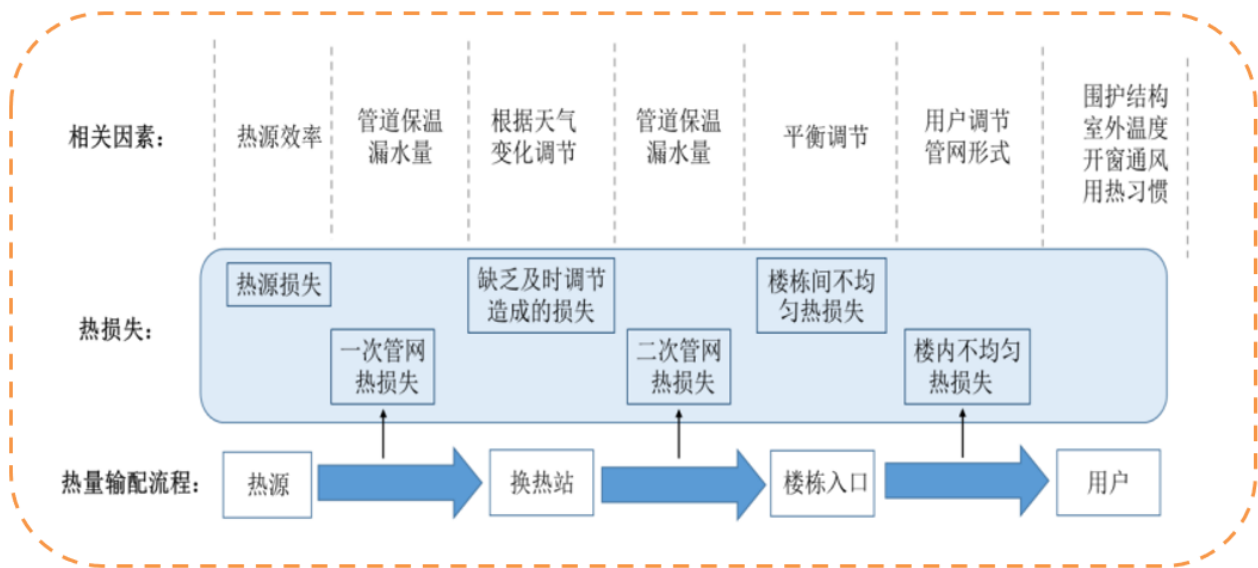 相关因素：
热源效率
管道保温
漏水量
根据天气
变化调节
管道保温
漏水量
平衡调节
用户调节
管网形式
围护结构
室外温度
开窗通风
用热习惯
热损失：
热源损失
一次管网
热损失
缺乏及时调节
造成的损失
二次管网
热损失
楼栋间不均
匀热损失
楼内不均匀
热损失
热量输配流程：
热源
换热站
楼栋入口
用户